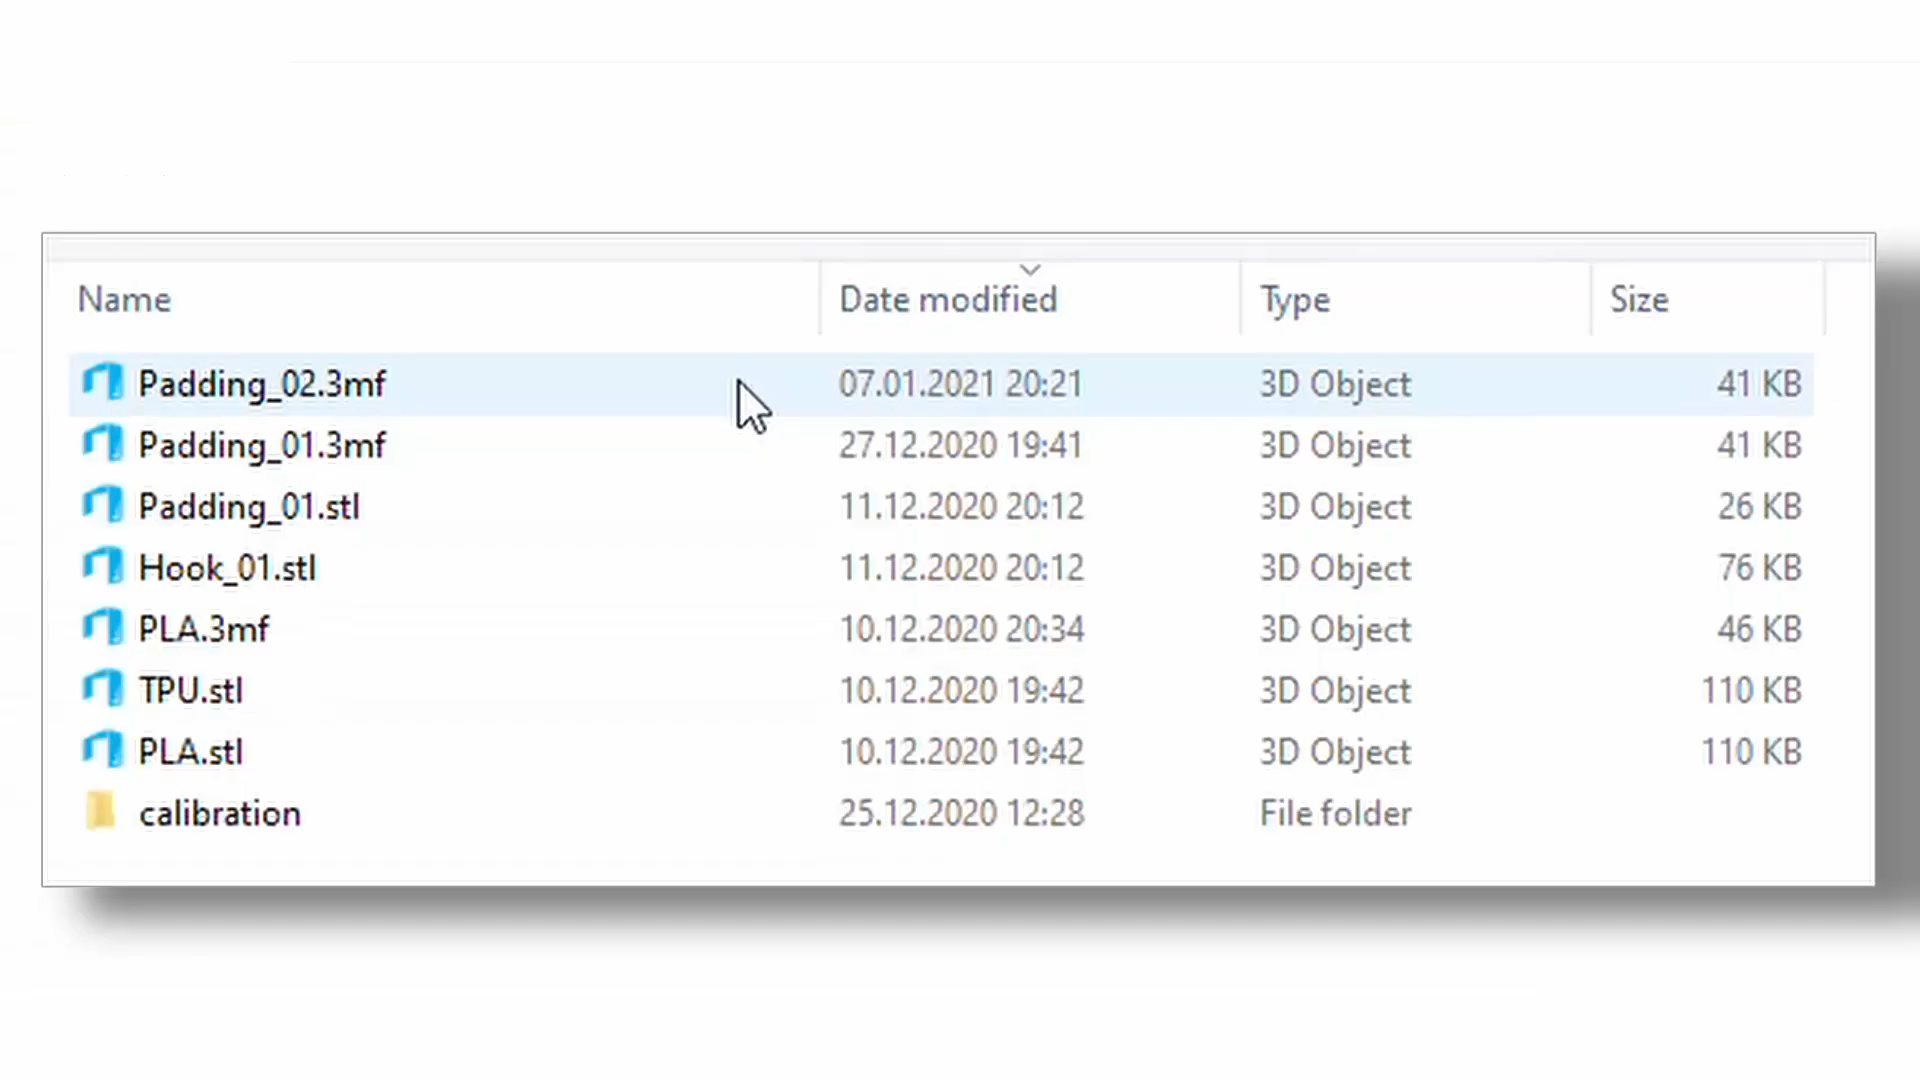 Name Date modified Type Size
Padding_02.3mf 07.01.2021 20:21 3D Object 41 KB
Padding_01.3mf 27.12.2020 19:41 3D Object 41 KB
Padding_01.stl 11.12.2020 20:12 3D Object 26 KB
Hook_01.stl 11.12.2020 20:12 3D Object 76 KB
PLA.3mf 10.12.2020 20:34 3D Object 46 KB
TPU.stl 10.12.2020 19:42 3D Object 110 KB
PLA.stl 10.12.2020 19:42 3D Object 110 KB
calibration 25.12.2020 12:28 File folder